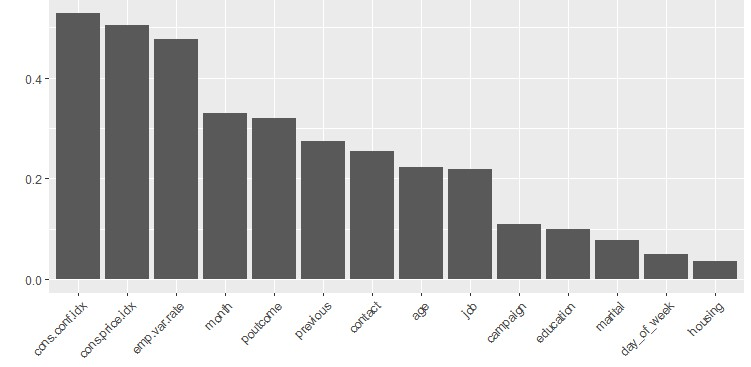 0.4
0.2
0.0
cons.conf.idx
cons.price.idx
emp.var.rate
month
poutcome
previous
contact
age
job
campaign
education
marital
day_of_week
housing